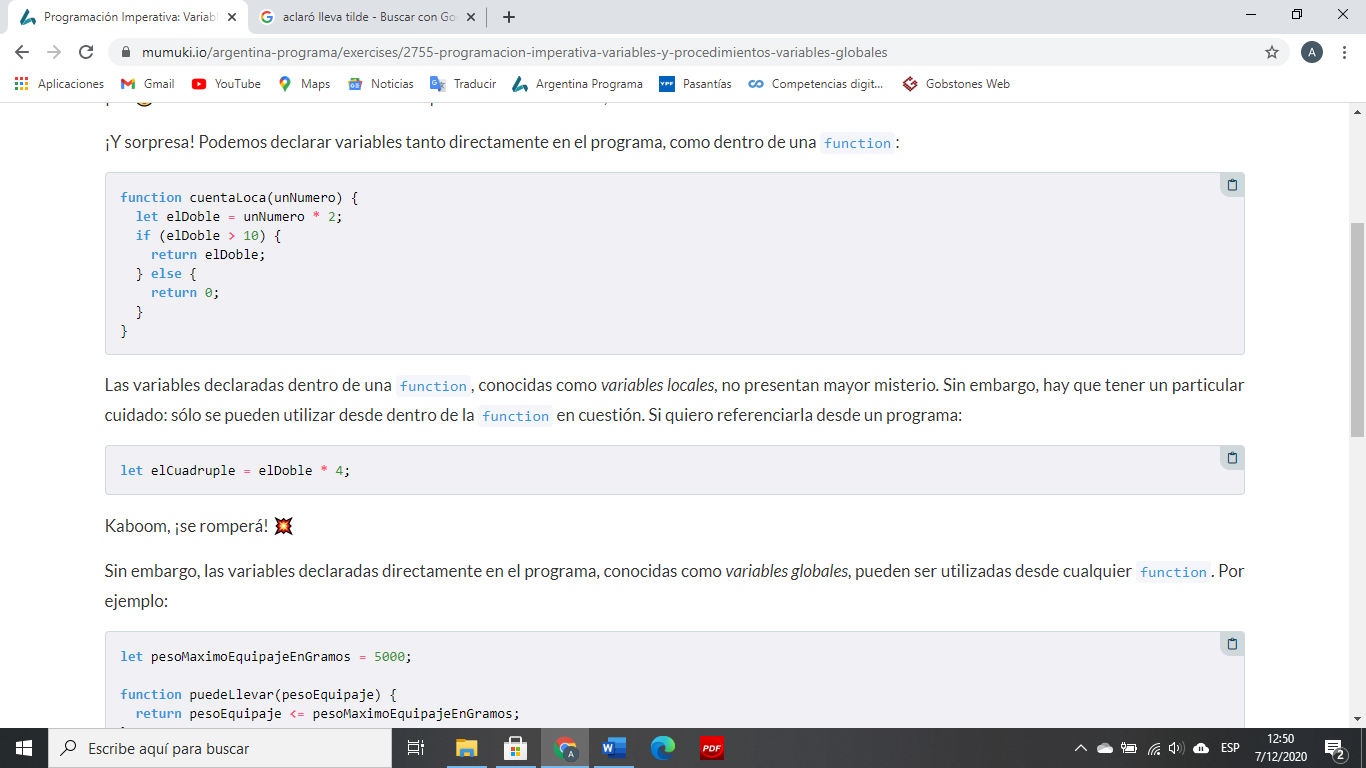 Programación Imperativa: Variabl
aclaró lleva tilde - Buscar con Go
mumuki.io/argentina-programa/exercises/2755-programacion-imperativa-variables-y-procedimientos-variables-globales
A
Aplicaciones
Gmail
YouTube
Maps
Noticias
Traducir
Argentina Programa
YPF
Pasantías
Competencias digit...
Gobstones Web
¡Y sorpresa! Podemos declarar variables tanto directamente en el programa, como dentro de una function:
function cuentaLoca(unNumero) {
let elDoble = unNumero * 2;
if (elDoble > 10) {
return elDoble;
} else {
return 0;
}
}
Las variables declaradas dentro de una function, conocidas como variables locales, no presentan mayor misterio. Sin embargo, hay que tener un particular
cuidado: sólo se pueden utilizar desde dentro de la function en cuestión. Si quiero referenciarla desde un programa:
let elCuadruple = elDoble * 4;
Kaboom, ¡se romperá! 💥
Sin embargo, las variables declaradas directamente en el programa, conocidas como variables globales, pueden ser utilizadas desde cualquier function. Por
ejemplo:
let pesoMaximoEquipajeEnGramos = 5000;
function puedeLlevar(pesoEquipaje) {
return pesoEquipaje <= pesoMaximoEquipajeEnGramos;
Escribe aquí para buscar
A
W
PDF
ESP
12:50
7/12/2020
2